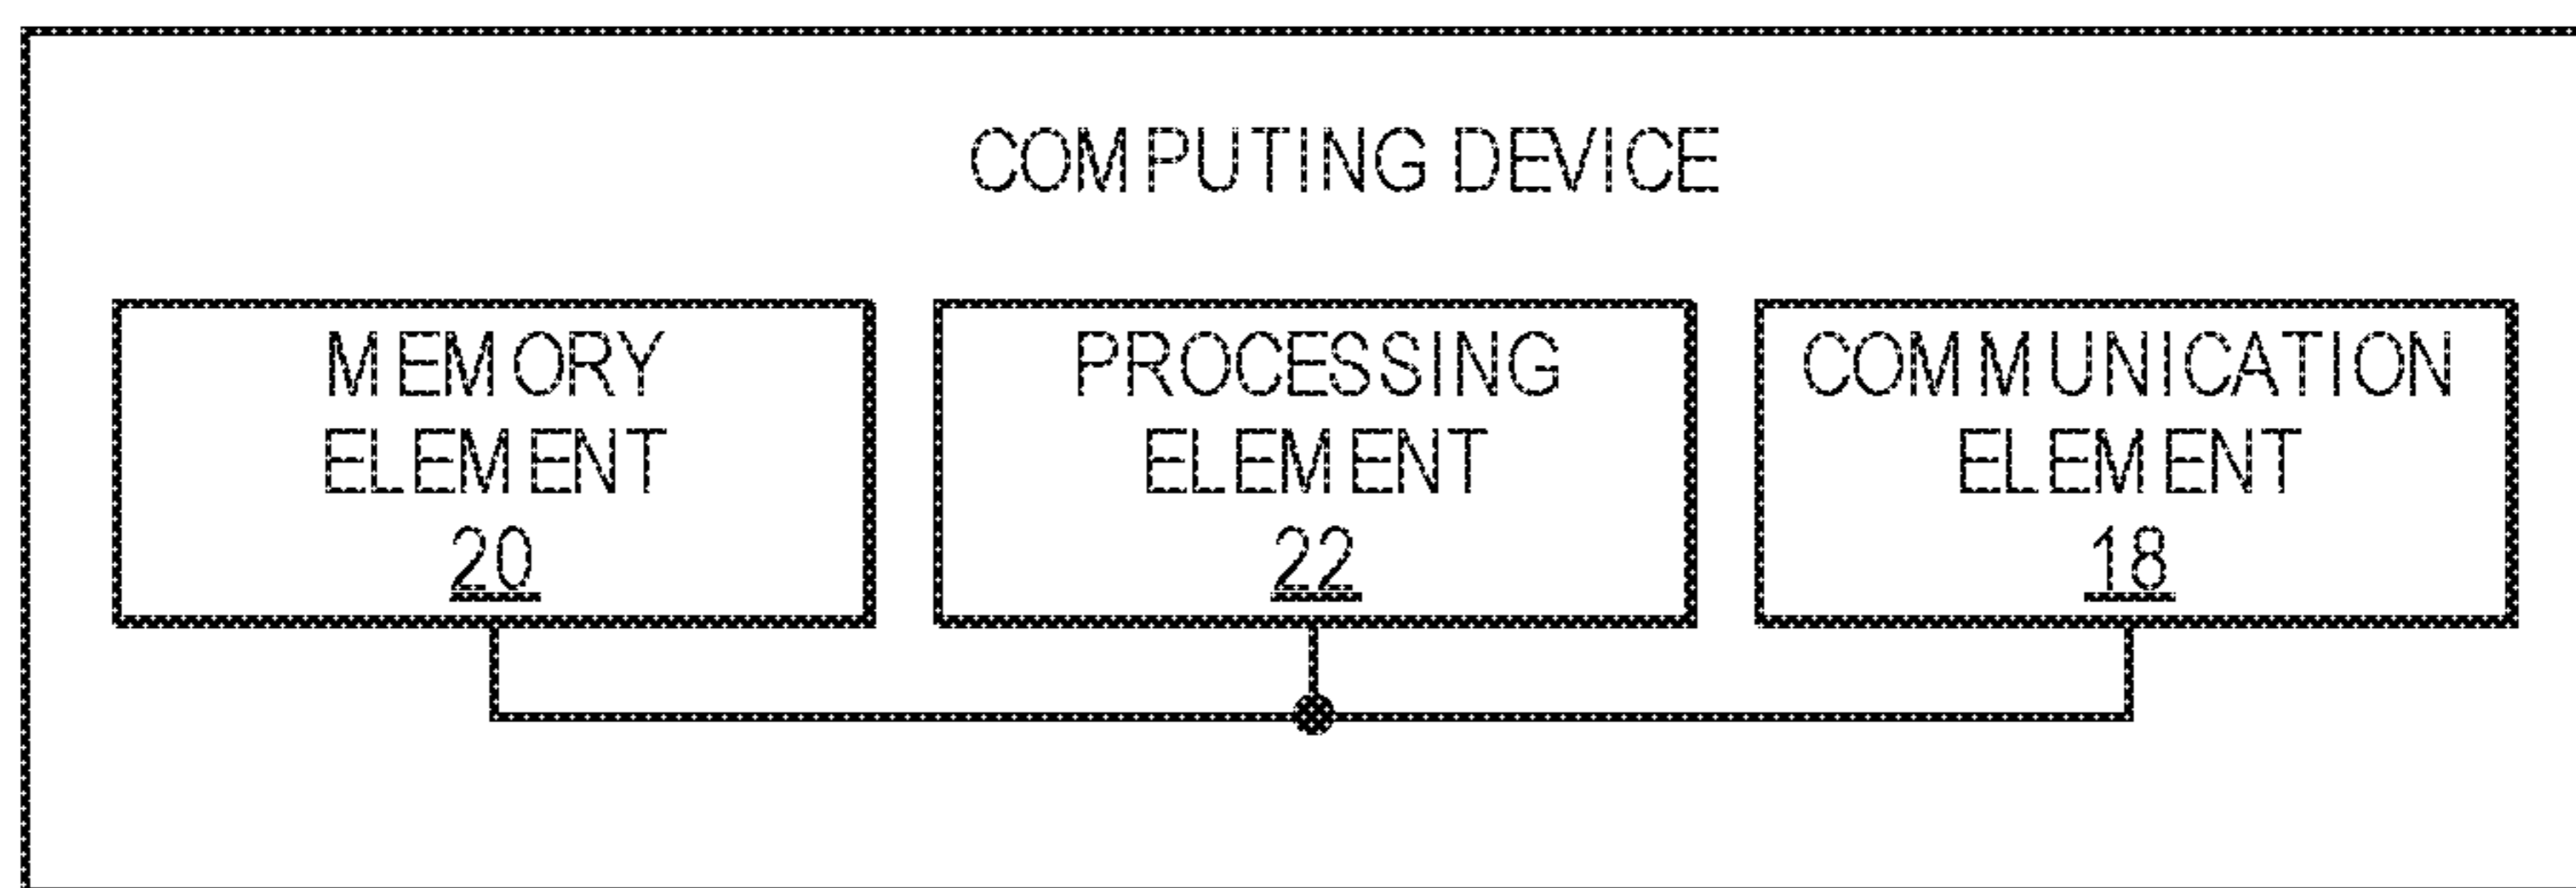 COMPUTING DEVICE
MEMORY
ELEMENT
20
PROCESSING
ELEMENT
22
COMMUNICATION
ELEMENT
18